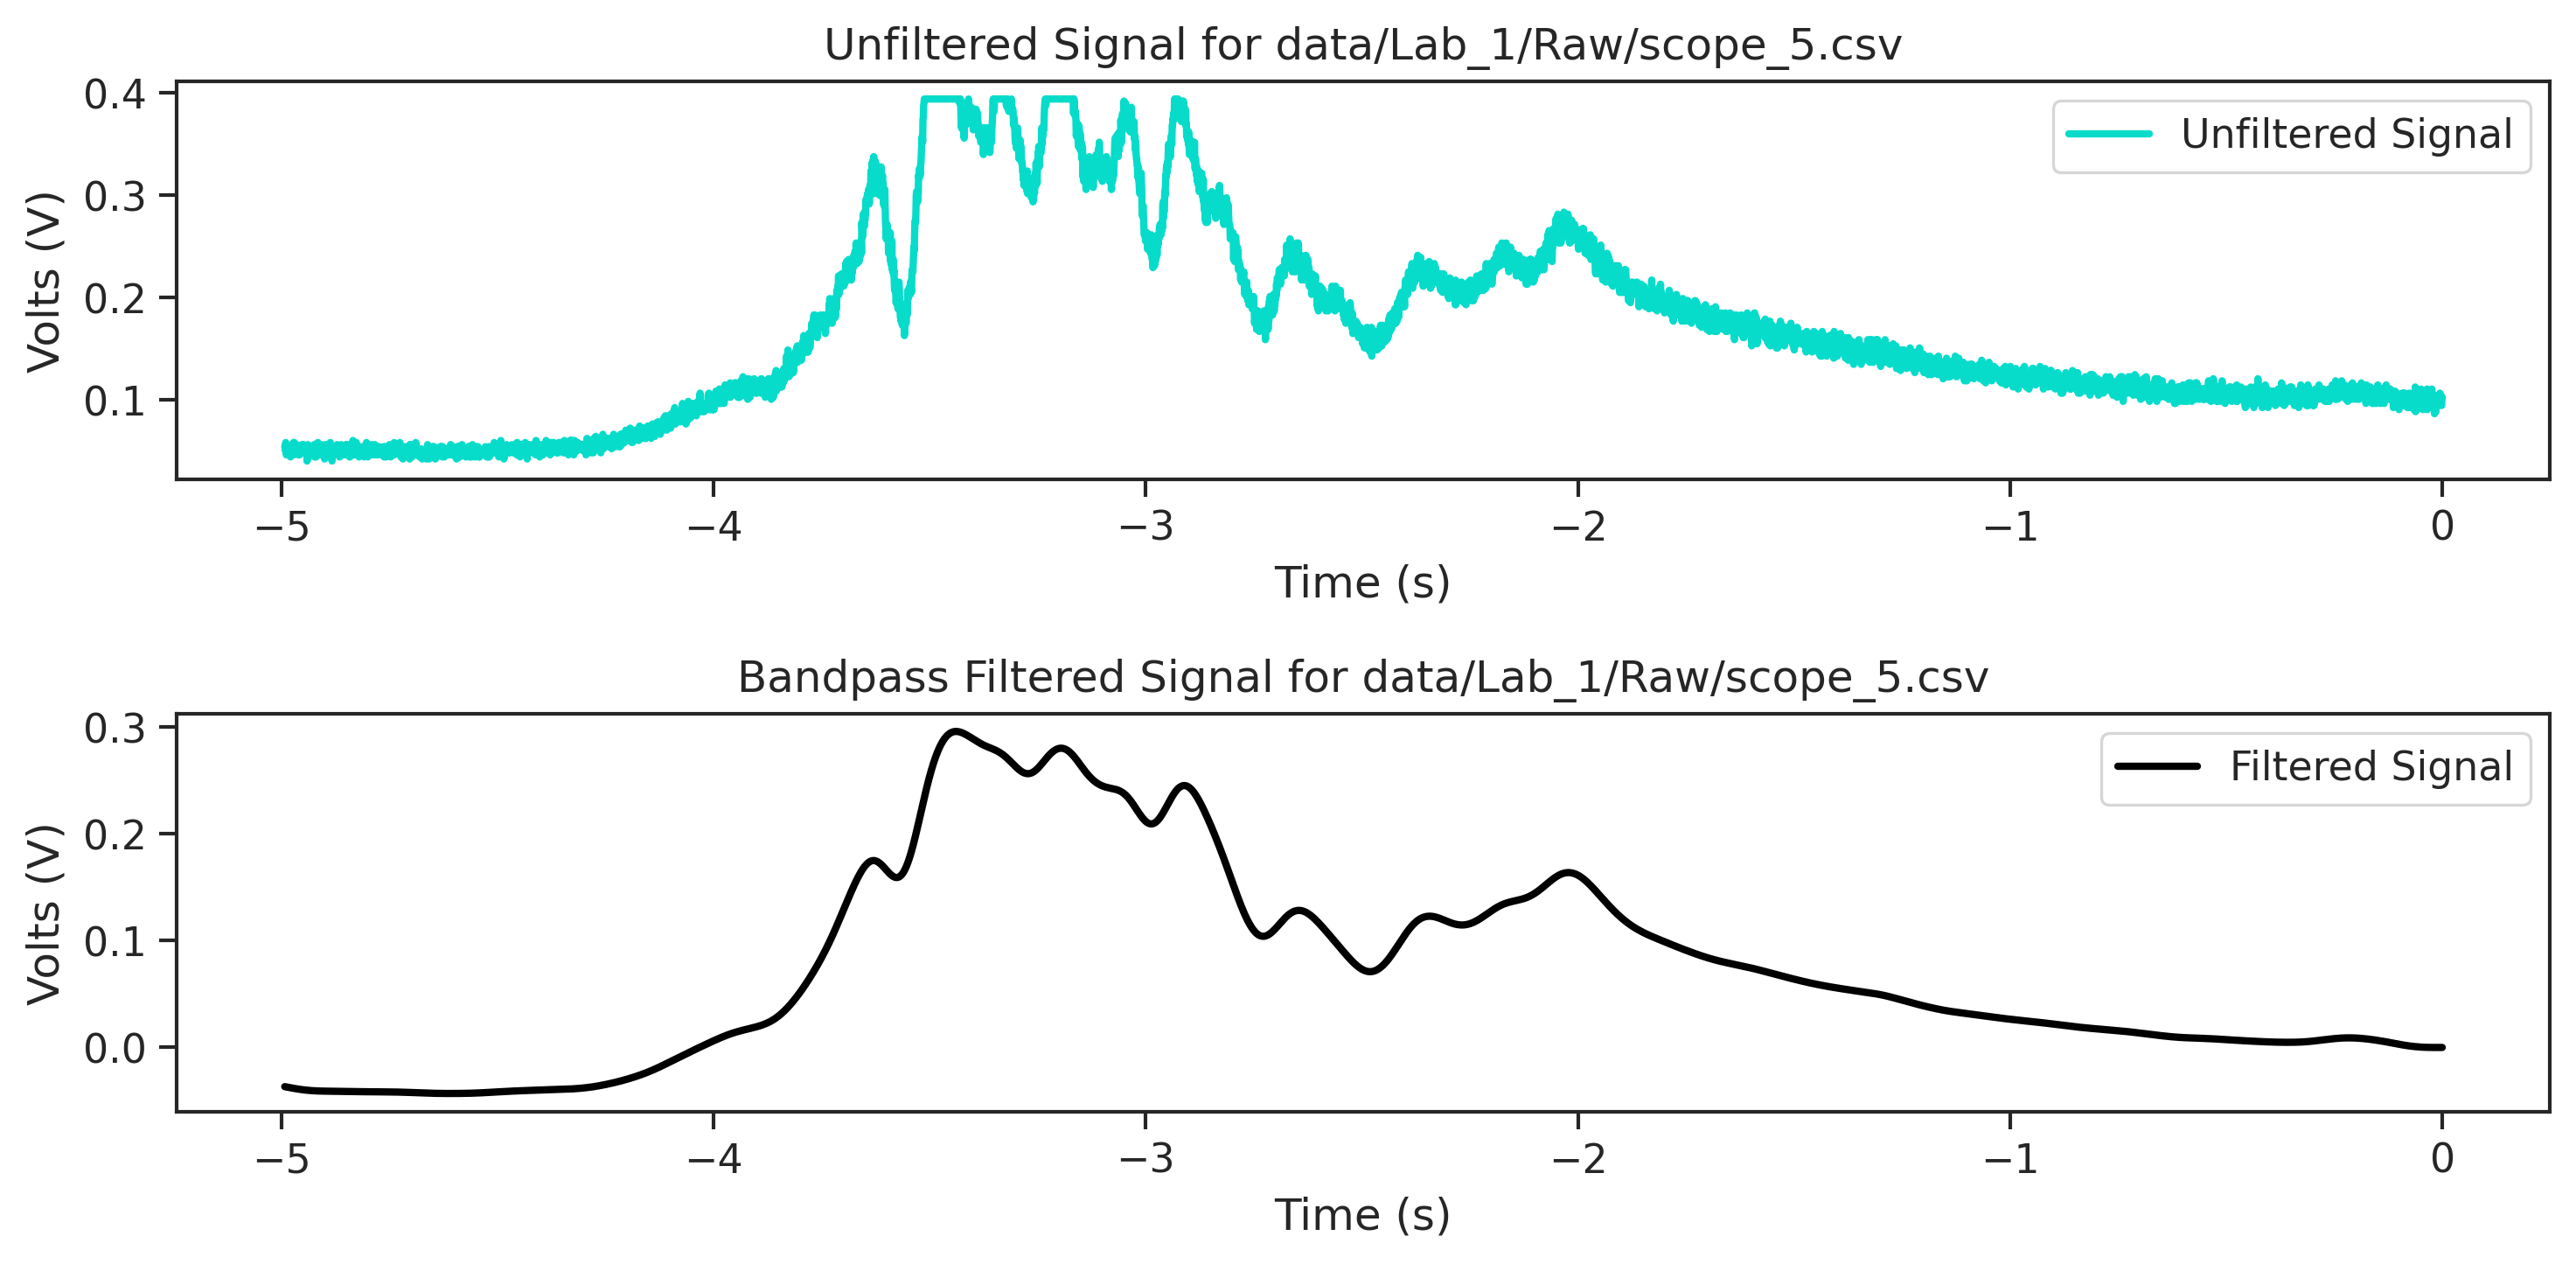 Unfiltered Signal for data/Lab_1/Raw/scope_5.csv
0.4
0.3
0.2
0.1
Volts (V)
Unfiltered Signal
−5 −4 −3 −2 −1 0
Time (s)
Bandpass Filtered Signal for data/Lab_1/Raw/scope_5.csv
0.3
0.2
0.1
0.0
Volts (V)
Filtered Signal
−5 −4 −3 −2 −1 0
Time (s)